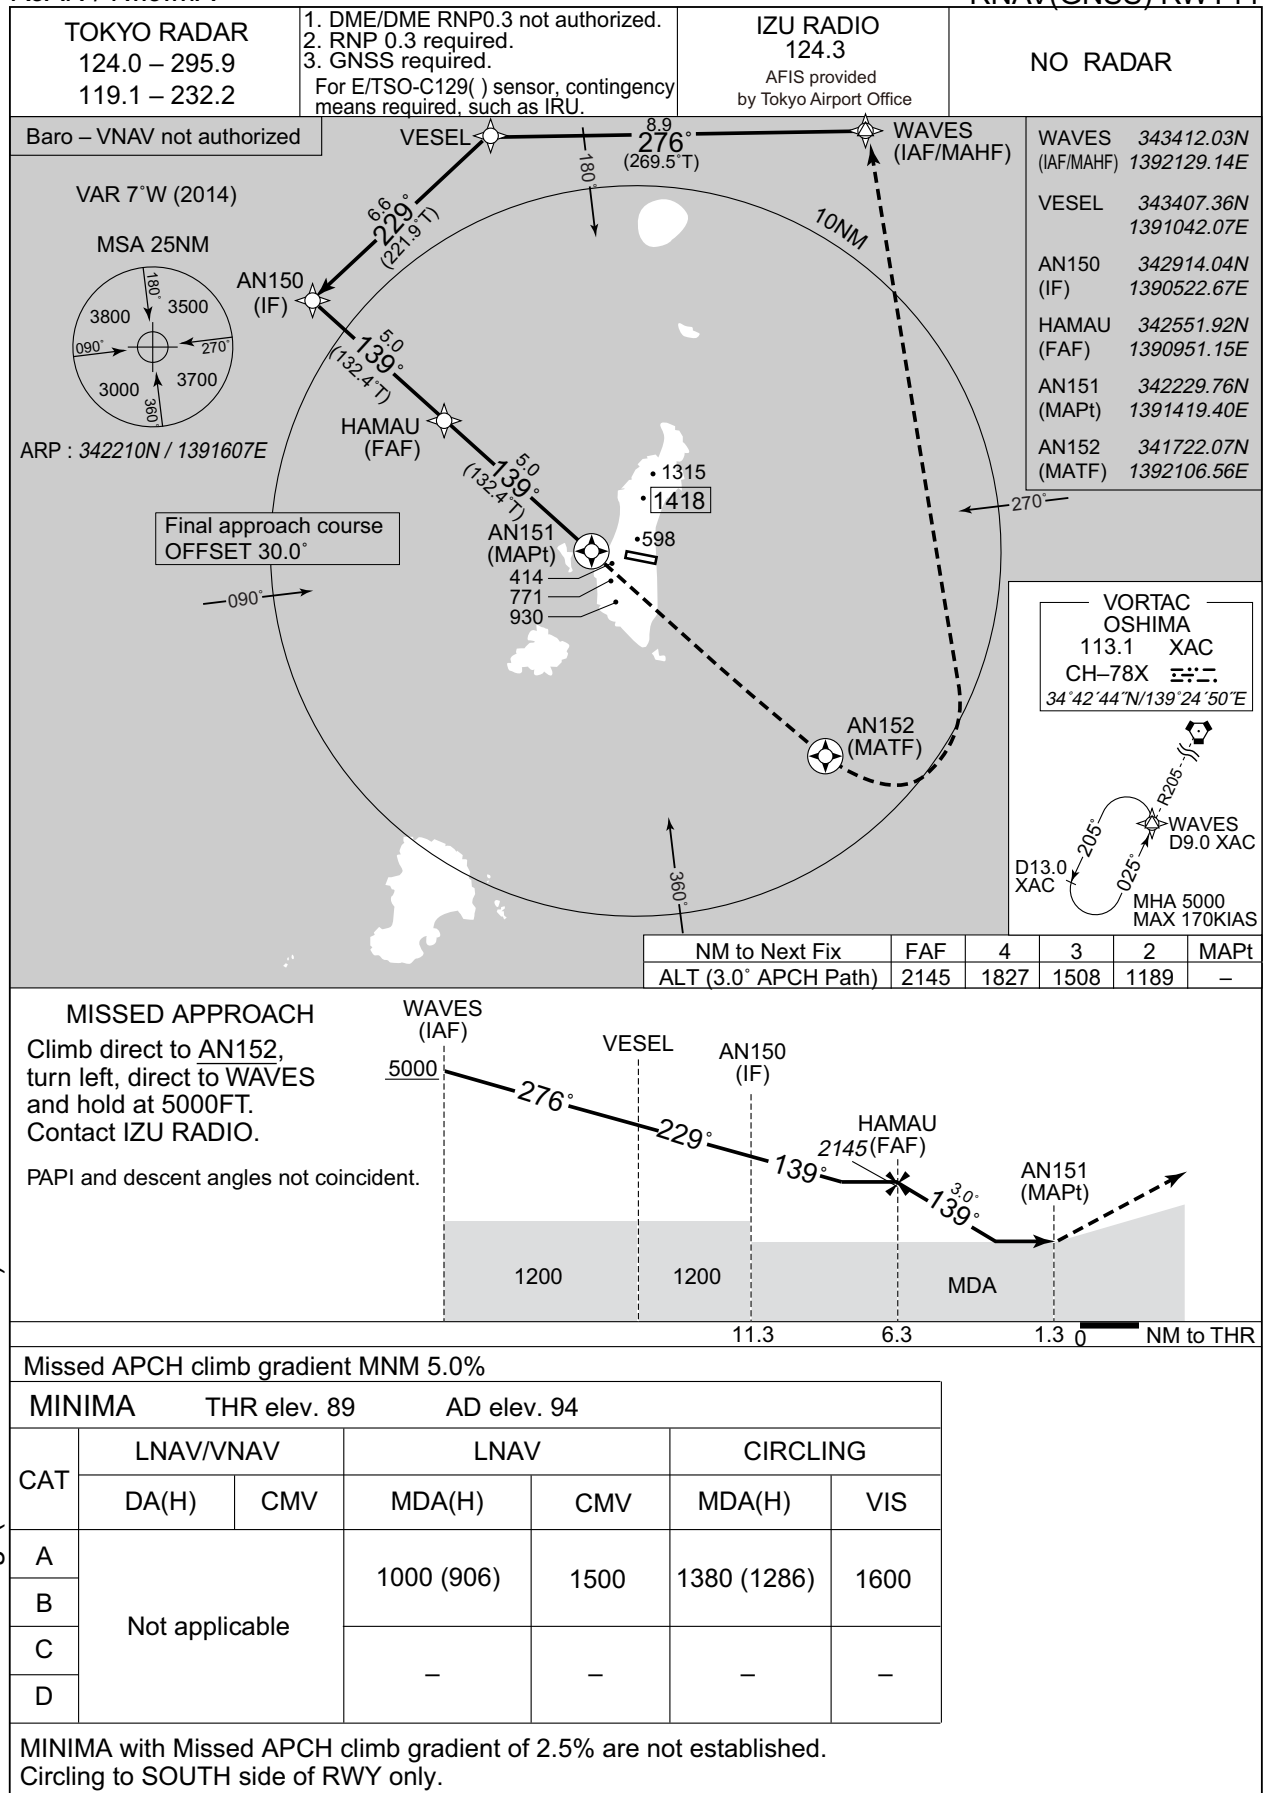 TOKYO RADAR
124.0 – 295.9
119.1 – 232.2
1. DME/DME RNP0.3 not authorized.
2. RNP 0.3 required.
3. GNSS required.
For E/TSO-C129( ) sensor, contingency
means required, such as IRU.
IZU RADIO
124.3
AFIS provided
by Tokyo Airport Office
NO RADAR
Baro – VNAV not authorized
VAR 7˚W (2014)
MSA 25NM
180˚
3800
3500
090˚
270˚
3000
3700
360˚
ARP : 342210N / 1391607E
VESEL
8.9
276˚
(269.5˚T)
WAVES
(IAF/MAHF)
180˚
6.6
229˚
(221.9˚T)
10NM
AN150
(IF)
5.0
139˚
(132.4˚T)
HAMAU
(FAF)
5.0
139˚
(132.4˚T)
1315
1418
598
AN151
(MAPt)
414
771
930
Final approach course
OFFSET 30.0˚
090˚
270˚
360˚
AN152
(MATF)
WAVES 343412.03N
(IAF/MAHF) 1392129.14E
VESEL 343407.36N
1391042.07E
AN150 342914.04N
(IF) 1390522.67E
HAMAU 342551.92N
(FAF) 1390951.15E
AN151 342229.76N
(MAPt) 1391419.40E
AN152 341722.07N
(MATF) 1392106.56E
VORTAC
OSHIMA
113.1 XAC
CH–78X
34˚42´44˝N/139˚24´50˝E
R205
WAVES
D9.0 XAC
205˚
025˚
D13.0
XAC
MHA 5000
MAX 170KIAS
NM to Next Fix FAF 4 3 2 MAPt
ALT (3.0˚ APCH Path) 2145 1827 1508 1189 –
MISSED APPROACH
Climb direct to AN152,
turn left, direct to WAVES
and hold at 5000FT.
Contact IZU RADIO.
PAPI and descent angles not coincident.
WAVES
(IAF)
VESEL
AN150
(IF)
5000
276˚
229˚
139˚
HAMAU
2145 (FAF)
3.0˚
139˚
AN151
(MAPt)
1200
1200
MDA
11.3 6.3 1.3 0 NM to THR
Missed APCH climb gradient MNM 5.0%
MINIMA THR elev. 89 AD elev. 94
CAT
LNAV/VNAV LNAV CIRCLING
DA(H) CMV MDA(H) CMV MDA(H) VIS
A
B
C
D
Not applicable
1000 (906) 1500 1380 (1286) 1600
– – – –
MINIMA with Missed APCH climb gradient of 2.5% are not established.
Circling to SOUTH side of RWY only.